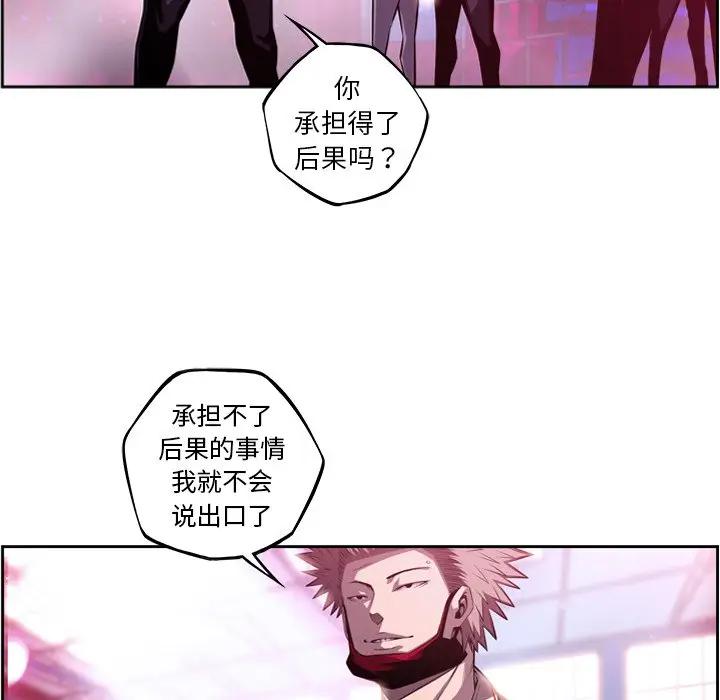 你
承担得了
后果吗？
承担不了
后果的事情
我就不会
说出口了